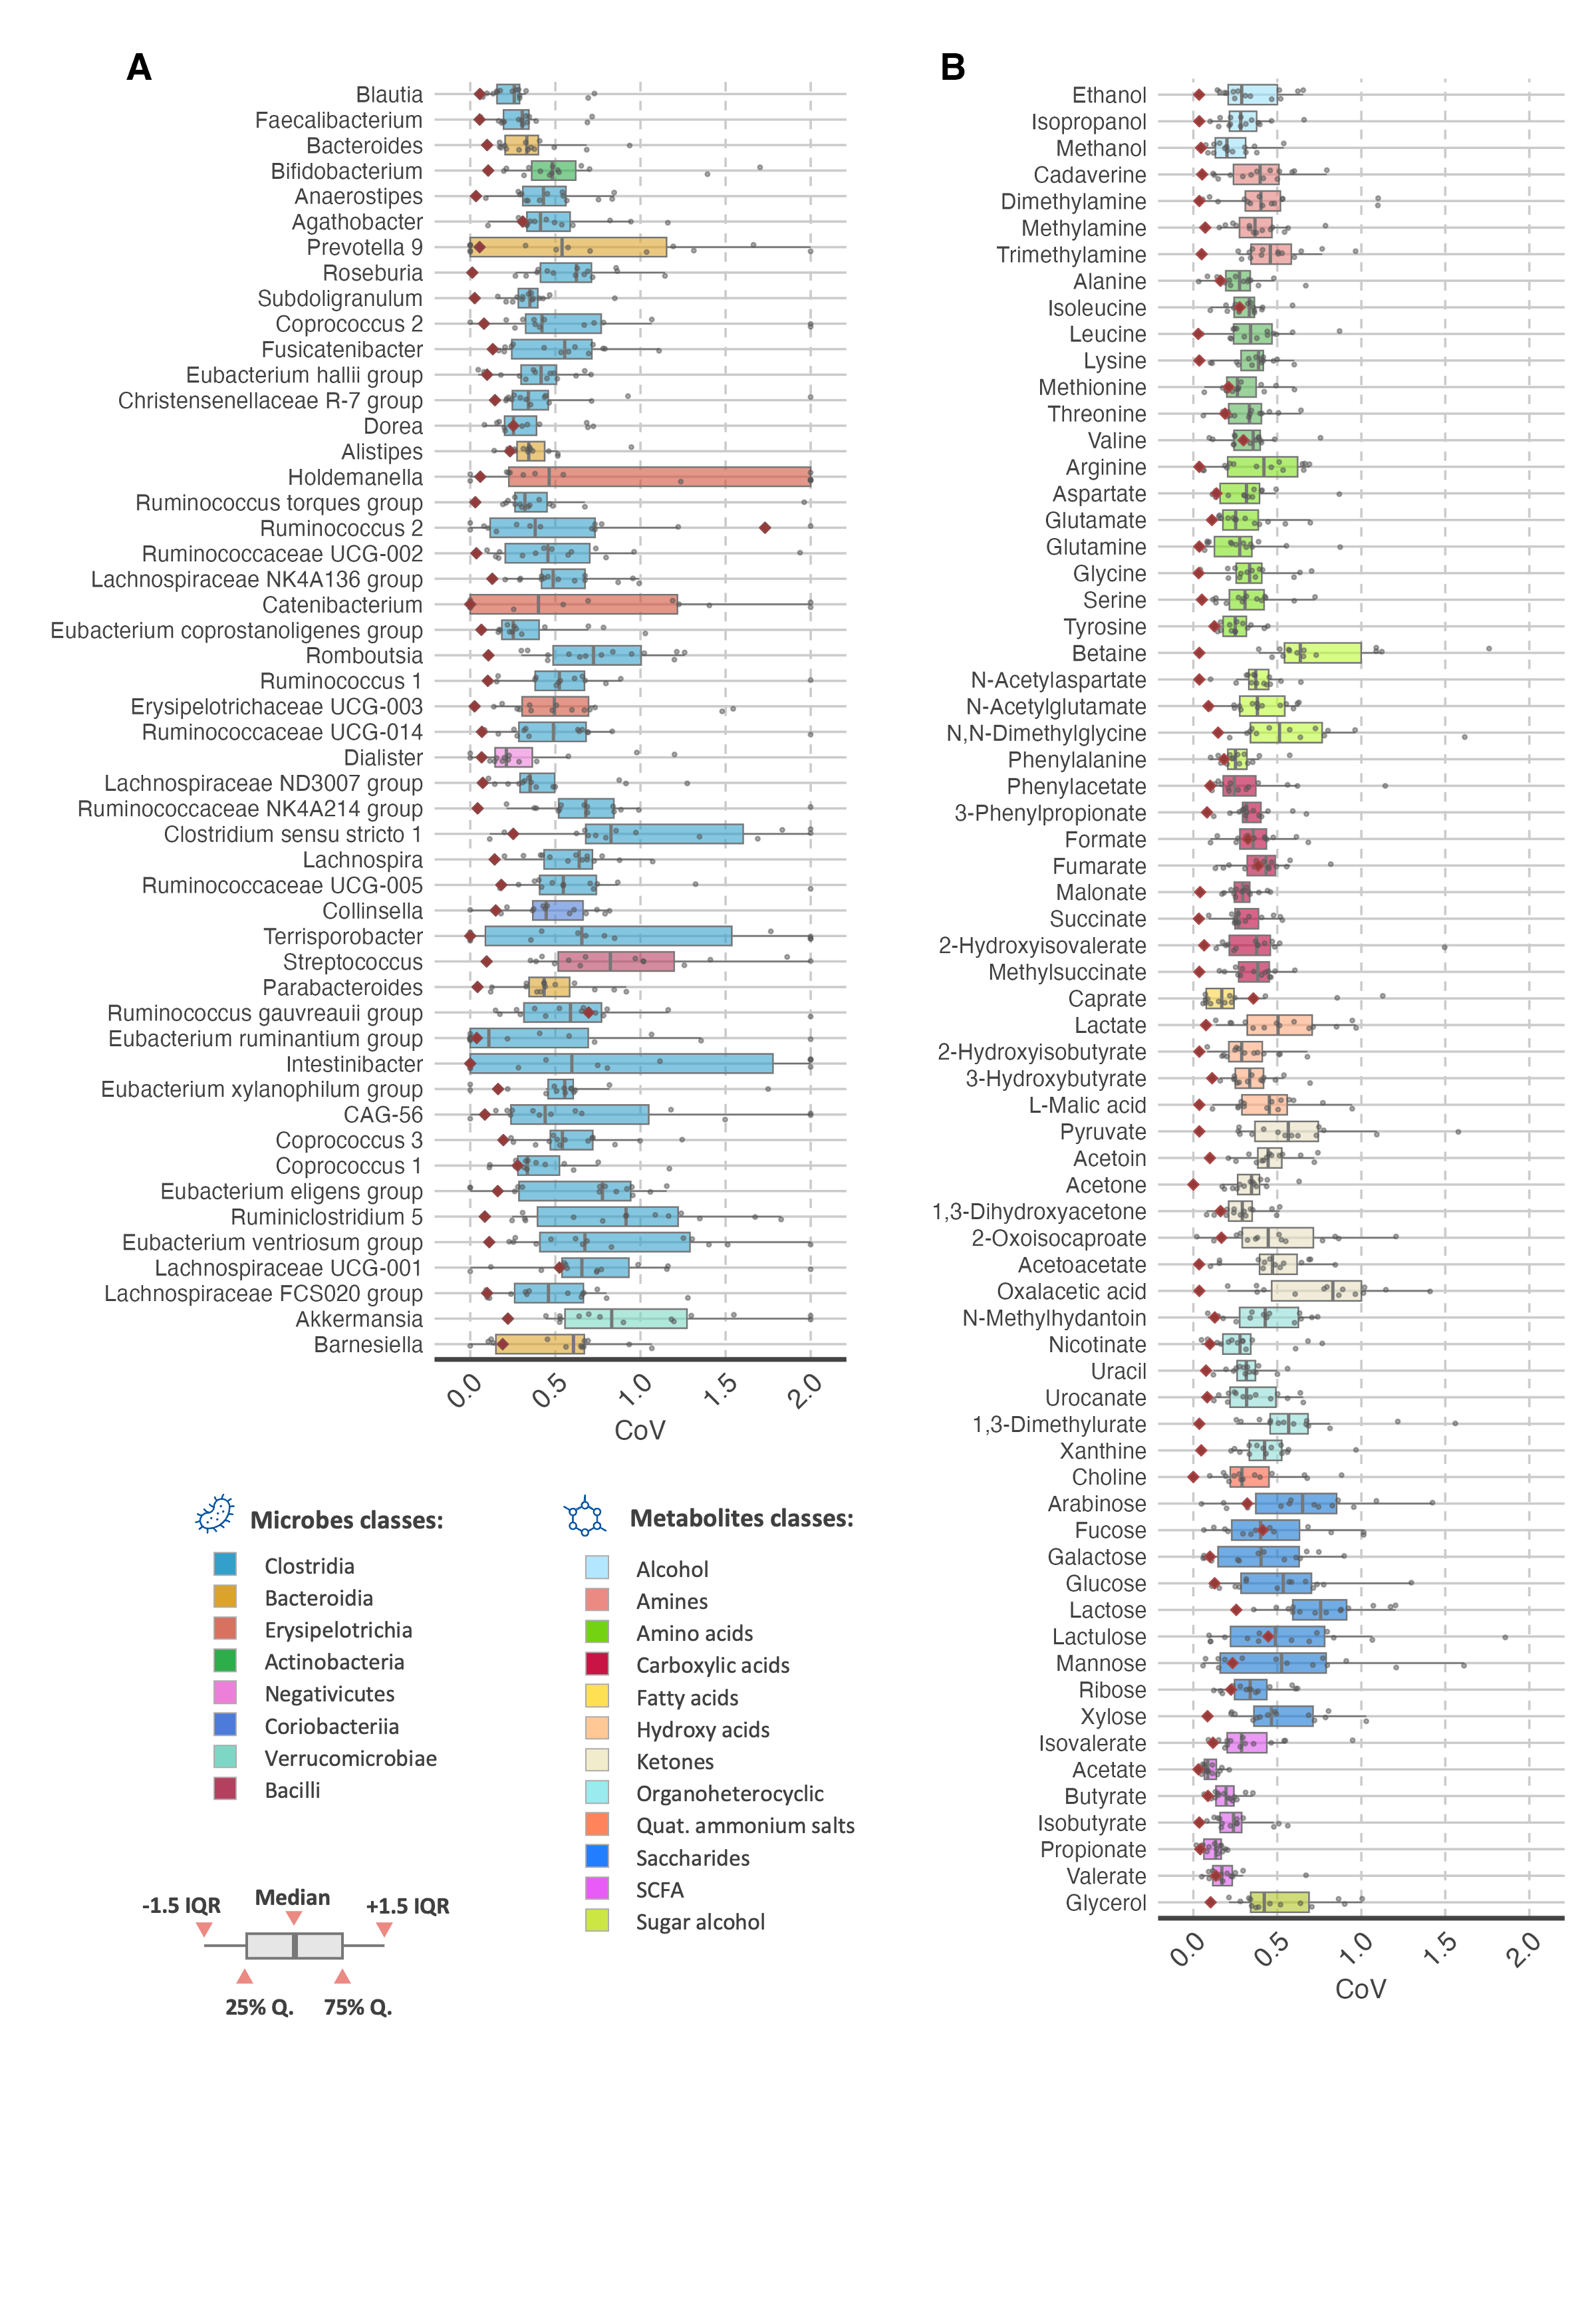 A
Blautia
Faecalibacterium
Bacteroides
Bifidobacterium
Anaerostipes
Agathobacter
Prevotella 9
Roseburia
Subdoligranulum
Coprococcus 2
Fusicatenibacter
Eubacterium hallii group
Christensenellaceae R-7 group
Dorea
Alistipes
Holdemanella
Ruminococcus torques group
Ruminococcus 2
Ruminococcaceae UCG-002
Lachnospiraceae NK4A136 group
Catenibacterium
Eubacterium coprostanoligenes group
Romboutsia
Ruminococcus 1
Erysipelotrichaceae UCG-003
Ruminococcaceae UCG-014
Dialister
Lachnospiraceae ND3007 group
Ruminococcaceae NK4A214 group
Clostridium sensu stricto 1
Lachnospira
Ruminococcaceae UCG-005
Collinsella
Terrisporobacter
Streptococcus
Parabacteroides
Ruminococcus gauvreauii group
Eubacterium ruminantium group
Intestinibacter
Eubacterium xylanophilum group
CAG-56
Coprococcus 3
Coprococcus 1
Eubacterium eligens group
Ruminiclostridium 5
Eubacterium ventriosum group
Lachnospiraceae UCG-001
Lachnospiraceae FCS020 group
Akkermansia
Barnesiella
0.0 0.5 1.0 1.5 2.0
CoV
B
Ethanol
Isopropanol
Methanol
Cadaverine
Dimethylamine
Methylamine
Trimethylamine
Alanine
Isoleucine
Leucine
Lysine
Methionine
Threonine
Valine
Arginine
Aspartate
Glutamate
Glutamine
Glycine
Serine
Tyrosine
Betaine
N-Acetylaspartate
N-Acetylglutamate
N,N-Dimethylglycine
Phenylalanine
Phenylacetate
3-Phenylpropionate
Formate
Fumarate
Malonate
Succinate
2-Hydroxyisovalerate
Methylsuccinate
Caprate
Lactate
2-Hydroxyisobutyrate
3-Hydroxybutyrate
L-Malic acid
Pyruvate
Acetoin
Acetone
1,3-Dihydroxyacetone
2-Oxoisocaproate
Acetoacetate
Oxalacetic acid
N-Methylhydantoin
Nicotinate
Uracil
Urocanate
1,3-Dimethylurate
Xanthine
Choline
Arabinose
Fucose
Galactose
Glucose
Lactose
Lactulose
Mannose
Ribose
Xylose
Isovalerate
Acetate
Butyrate
Isobutyrate
Propionate
Valerate
Glycerol
0.0 0.5 1.0 1.5 2.0
CoV
Microbes classes:
Clostridia
Bacteroidia
Erysipelotrichia
Actinobacteria
Negativicutes
Coriobacteriia
Verrucomicrobiae
Bacilli
Metabolites classes:
Alcohol
Amines
Amino acids
Carboxylic acids
Fatty acids
Hydroxy acids
Ketones
Organoheterocyclic
Quat. ammonium salts
Saccharides
SCFA
Sugar alcohol
-1.5 IQR Median +1.5 IQR
25% Q. 75% Q.